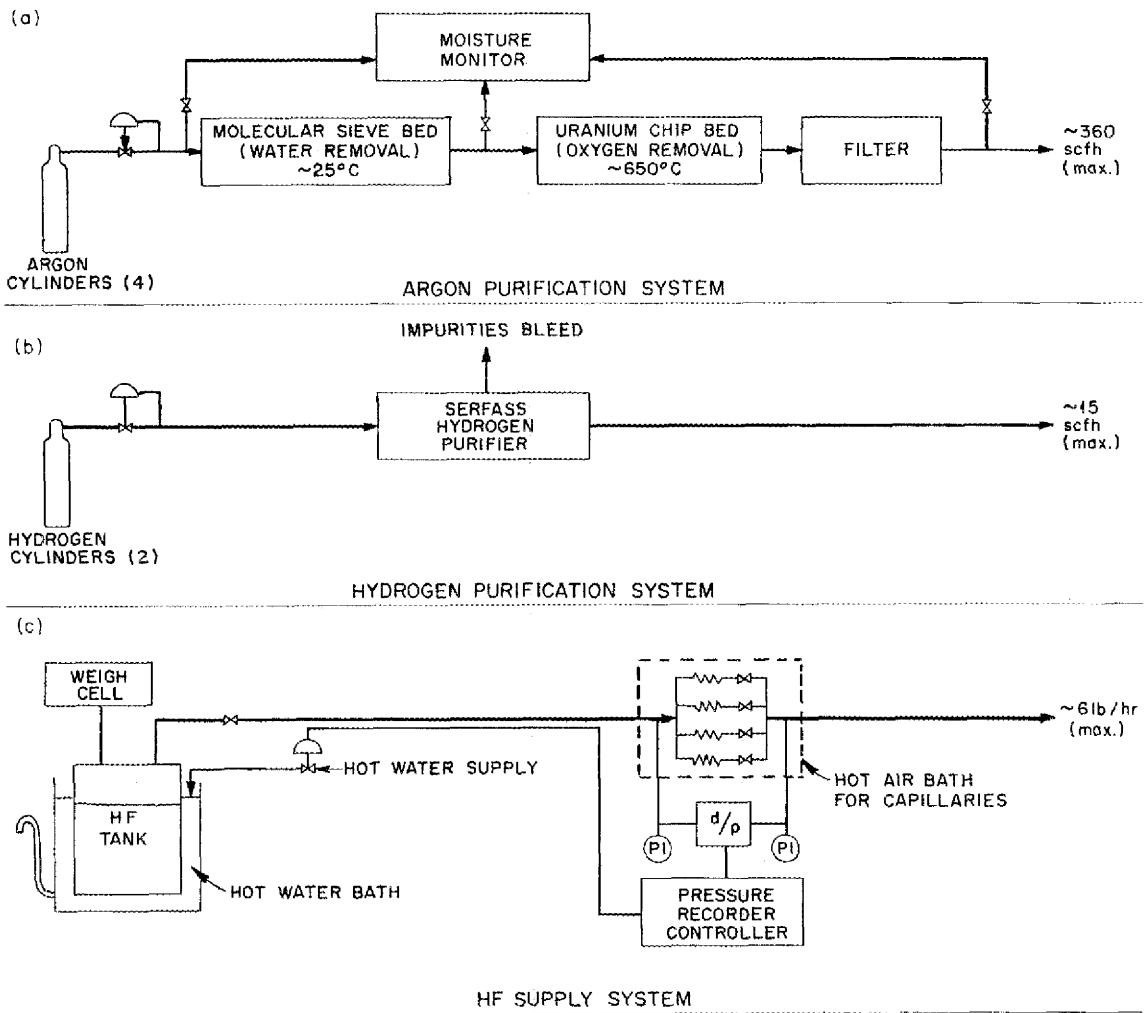 (a)
MOISTURE
MONITOR
MOLECULAR SIEVE BED
(WATER REMOVAL)
~25°C
URANIUM CHIP BED
(OXYGEN REMOVAL)
~650°C
FILTER
~360
scfh
(max.)
ARGON
CYLINDERS (4)
ARGON PURIFICATION SYSTEM
(b)
IMPURITIES BLEED
SERFASS
HYDROGEN
PURIFIER
~15
scfh
(max.)
HYDROGEN
CYLINDERS (2)
HYDROGEN PURIFICATION SYSTEM
(c)
WEIGH
CELL
~6 lb/hr
(max.)
HOT WATER SUPPLY
HOT AIR BATH
FOR CAPILLARIES
HF
TANK
d/p
PI
PI
HOT WATER BATH
PRESSURE
RECORDER
CONTROLLER
HF SUPPLY SYSTEM